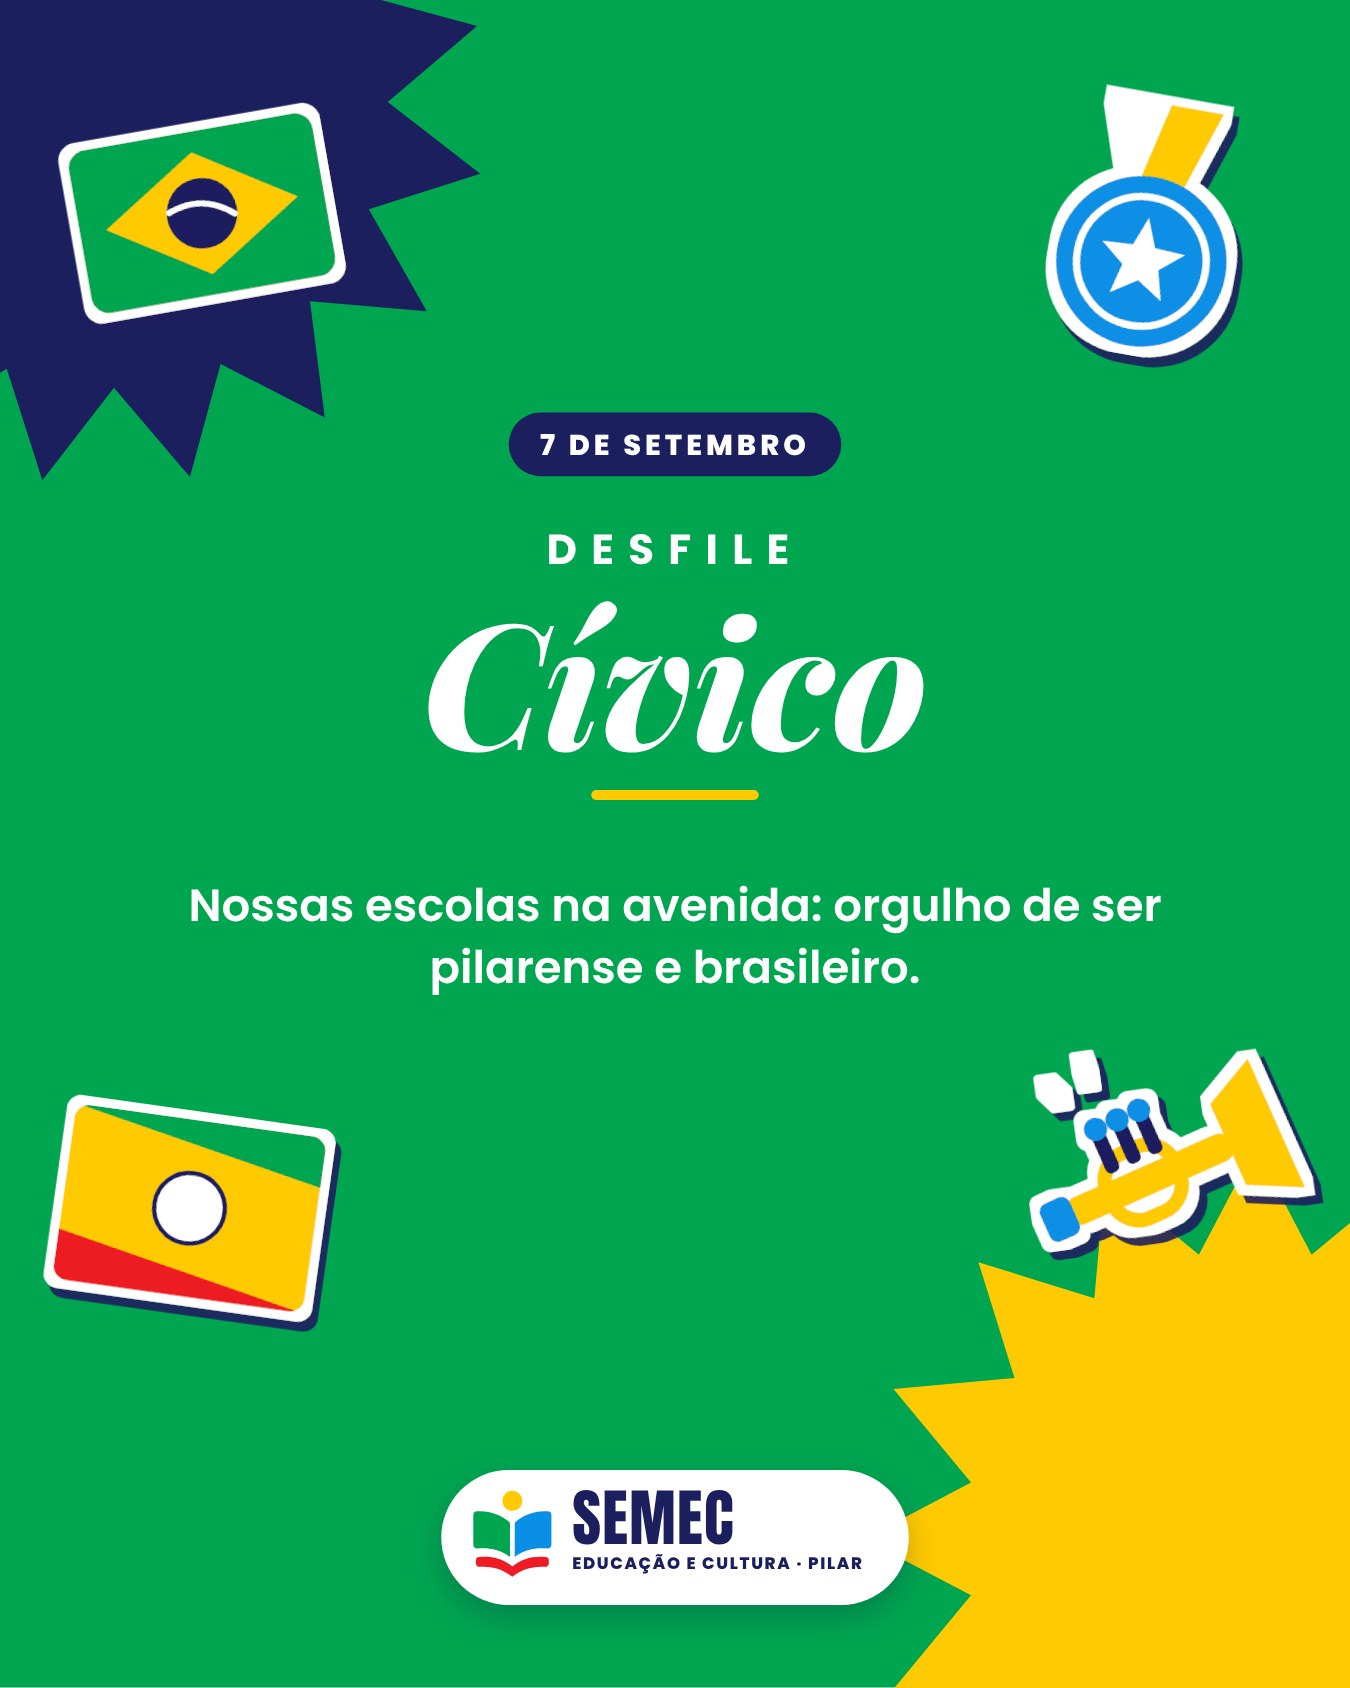 7 DE SETEMBRO
DESFILE
Cívico
Nossas escolas na avenida: orgulho de ser
pilarense e brasileiro.
SEMEC
EDUCAÇÃO E CULTURA · PILAR